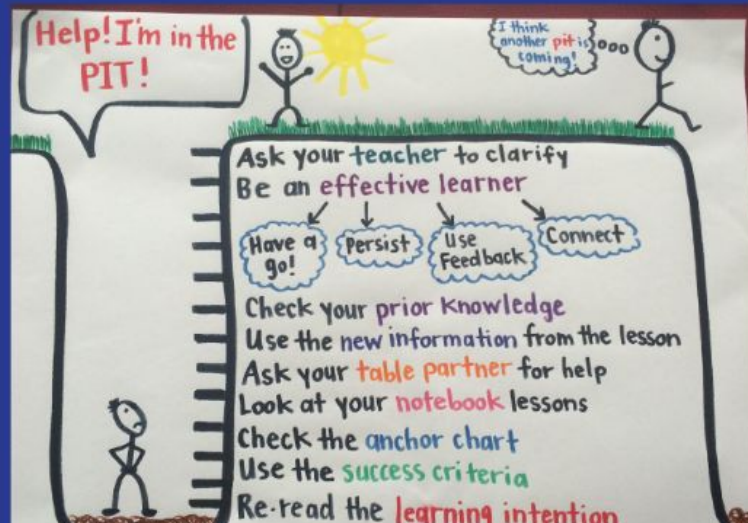 Help! I'm in the
PIT!
I think
another pit is
coming!
Ask your teacher to clarify
Be an effective learner
Have a
go!
Persist
Use
Feedback
Connect
Check your prior knowledge
Use the new information from the lesson
Ask your table partner for help
Look at your notebook lessons
Check the anchor chart
Use the success criteria
Re-read the learning intention